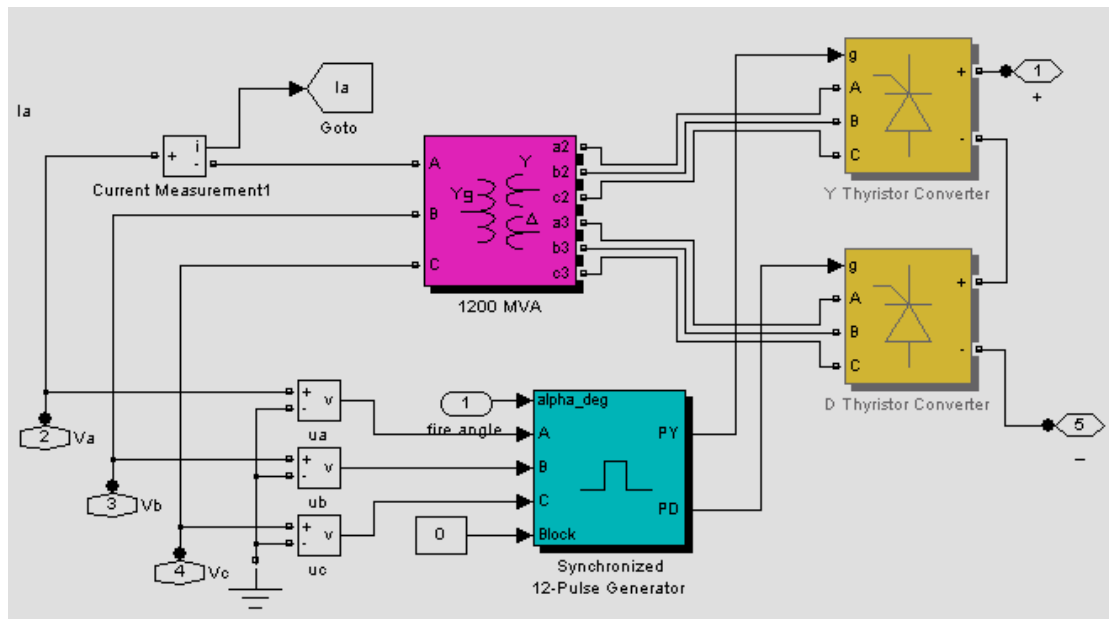 Ia
Ia
Goto
+
i
-
Current Measurement1
A
B
C
Yg
Y
Δ
a2
b2
c2
a3
b3
c3
1200 MVA
g
A
B
C
+
-
Y Thyristor Converter
1
+
g
A
B
C
+
-
D Thyristor Converter
5
-
2
Va
3
Vb
4
Vc
+
-
v
ua
+
-
v
ub
+
-
v
uc
1
fire angle
0
alpha_deg
A
B
C
Block
PY
PD
Synchronized
12-Pulse Generator